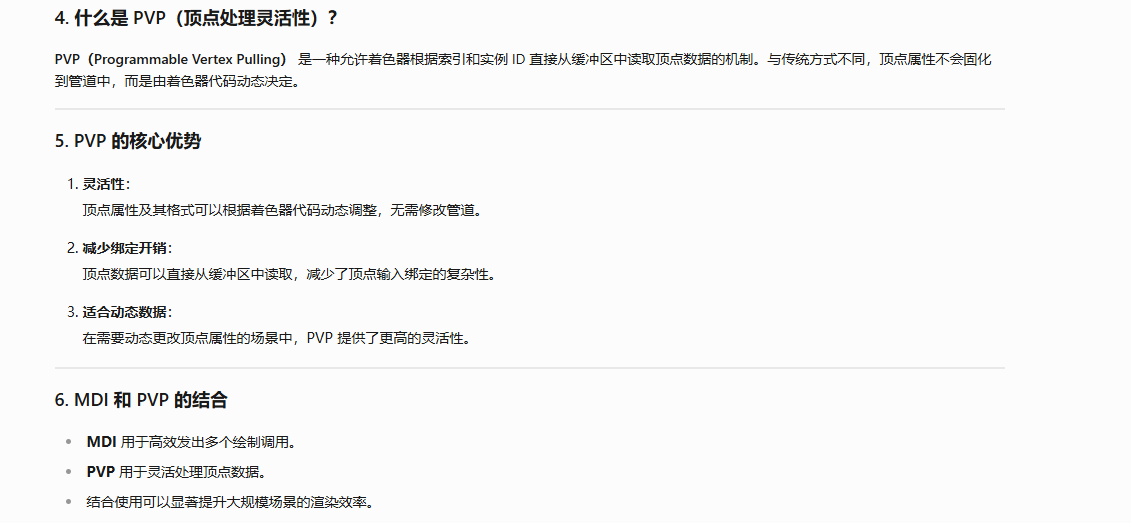 4. 什么是 PVP（顶点处理灵活性）？
PVP（Programmable Vertex Pulling） 是一种允许着色器根据索引和实例 ID 直接从缓冲区中读取顶点数据的机制。与传统方式不同，顶点属性不会固化
到管道中，而是由着色器代码动态决定。
5. PVP 的核心优势
1. 灵活性：
顶点属性及其格式可以根据着色器代码动态调整，无需修改管道。
2. 减少绑定开销：
顶点数据可以直接从缓冲区中读取，减少了顶点输入绑定的复杂性。
3. 适合动态数据：
在需要动态更改顶点属性的场景中，PVP 提供了更高的灵活性。
6. MDI 和 PVP 的结合
• MDI 用于高效发出多个绘制调用。
• PVP 用于灵活处理顶点数据。
• 结合使用可以显著提升大规模场景的渲染效率。